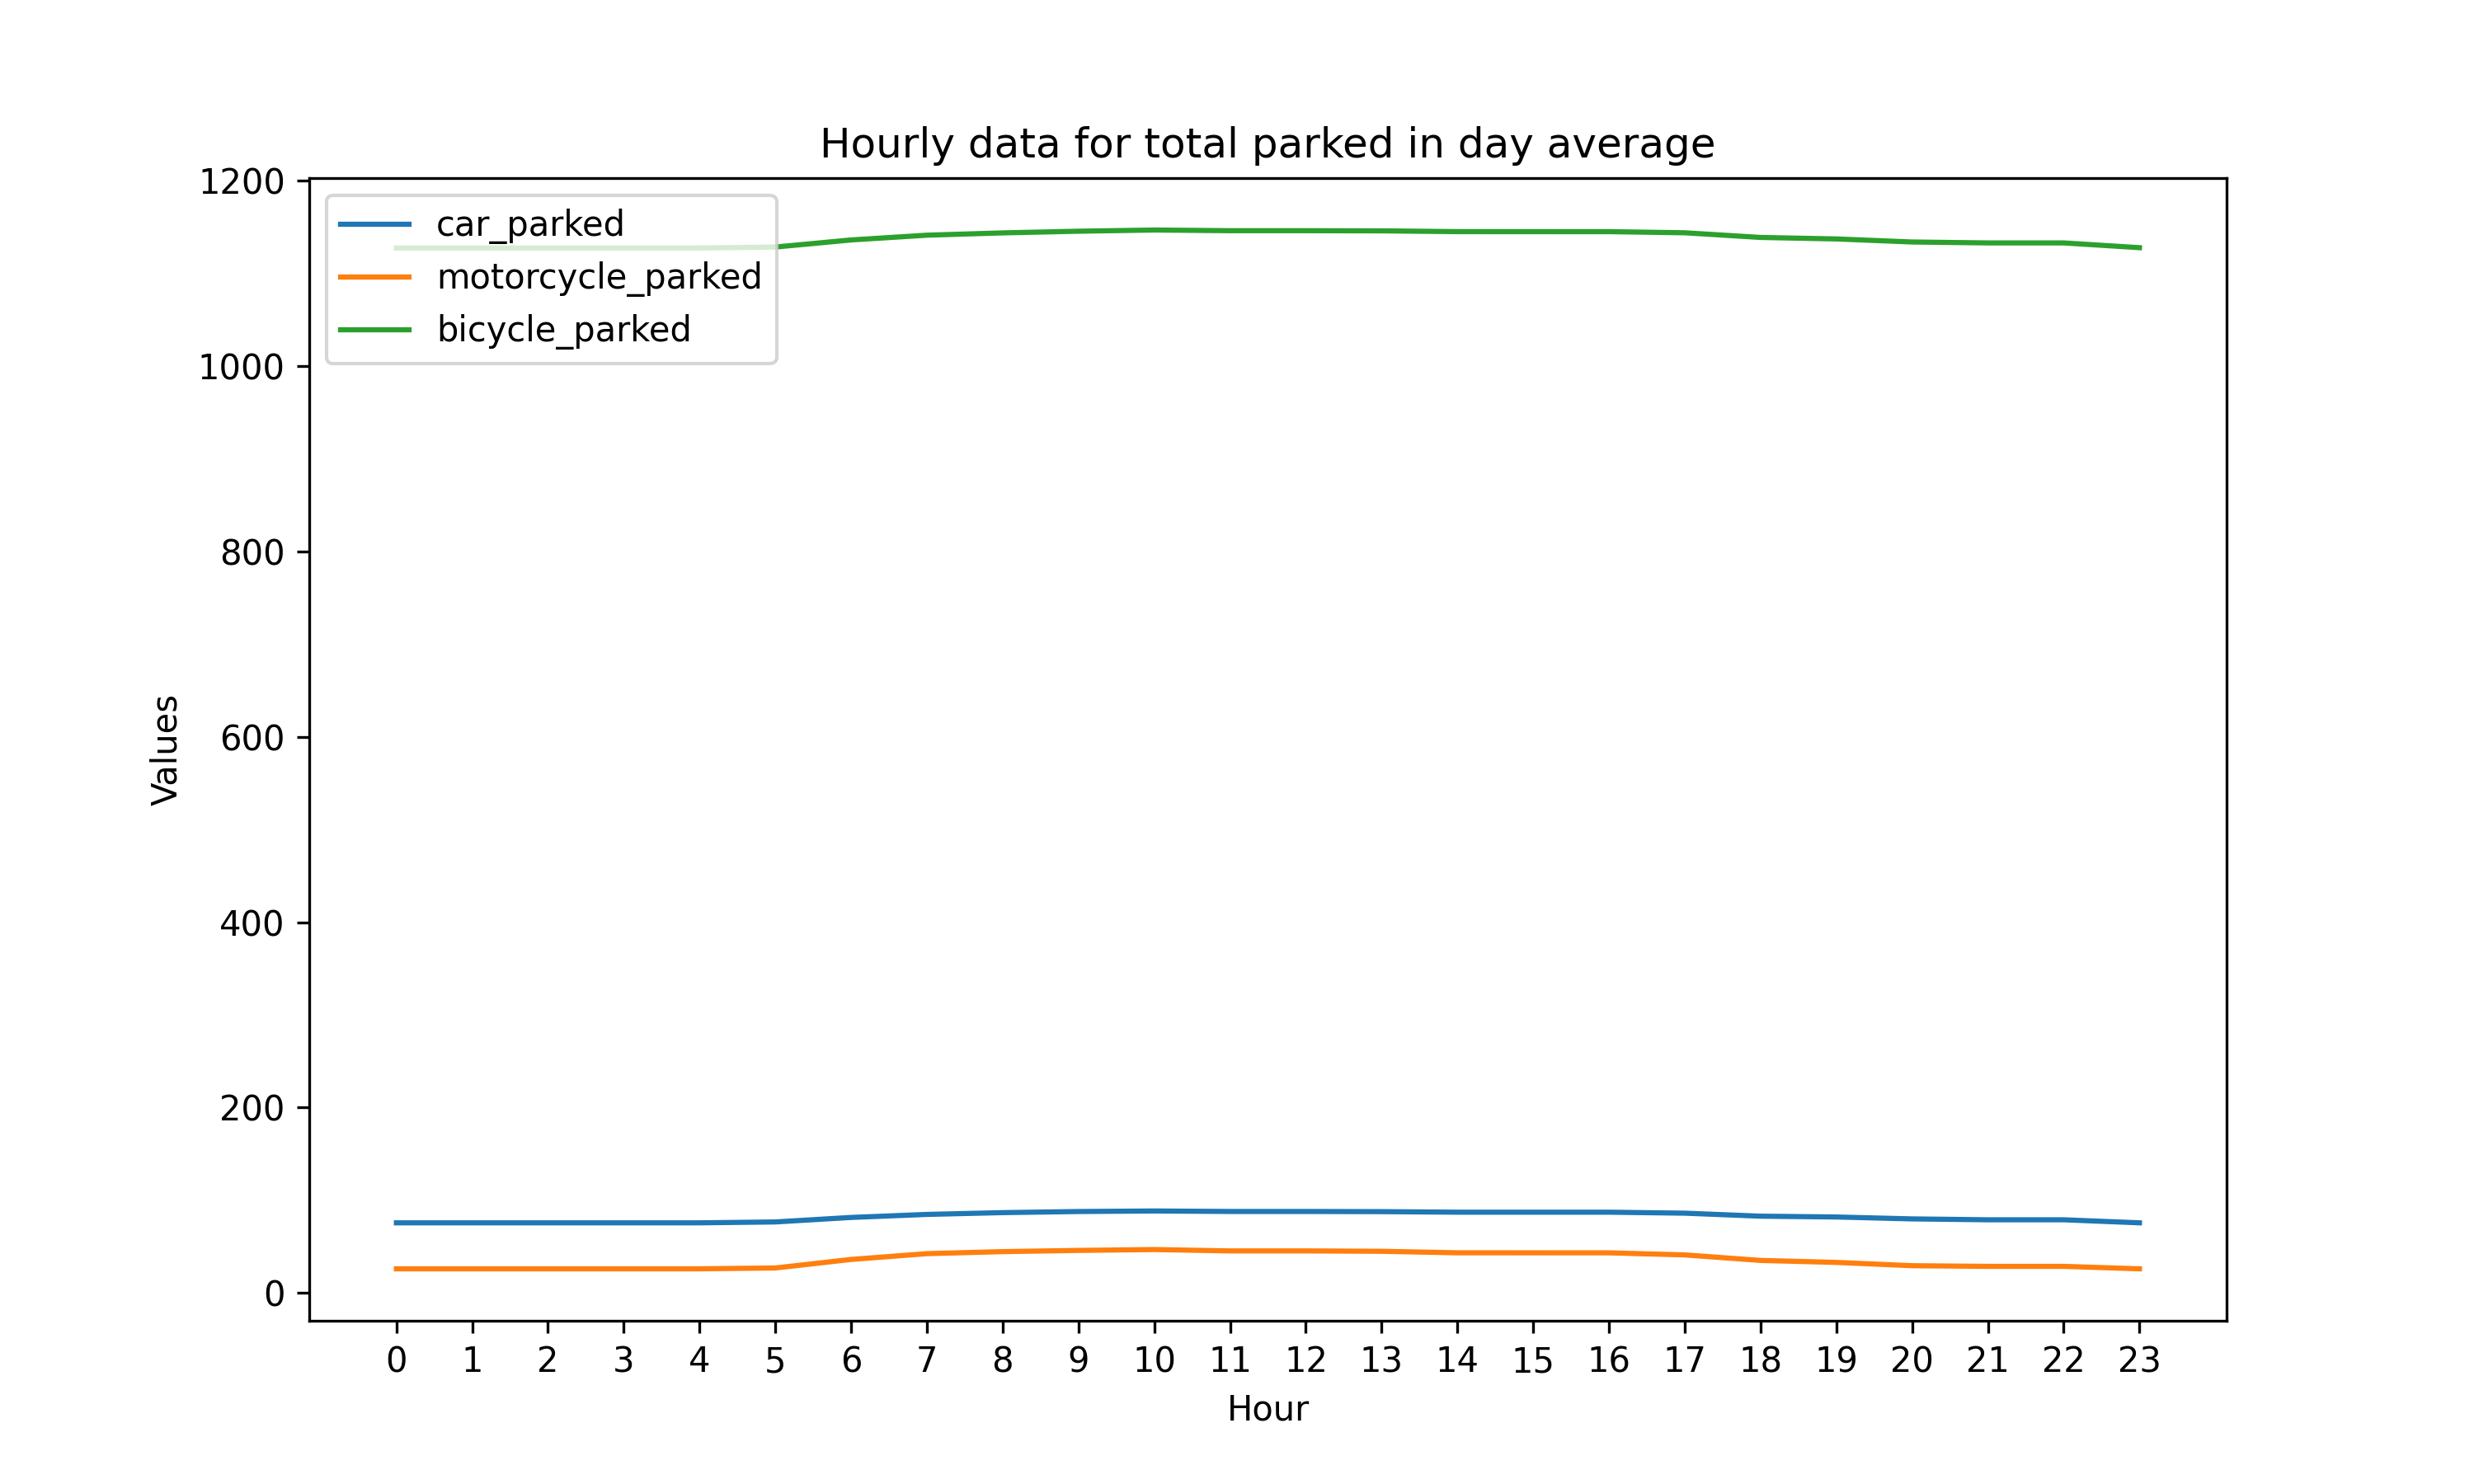 Hourly data for total parked in day average
1200
1000
800
600
400
200
0
Values
car_parked
motorcycle_parked
bicycle_parked
0 1 2 3 4 5 6 7 8 9 10 11 12 13 14 15 16 17 18 19 20 21 22 23
Hour